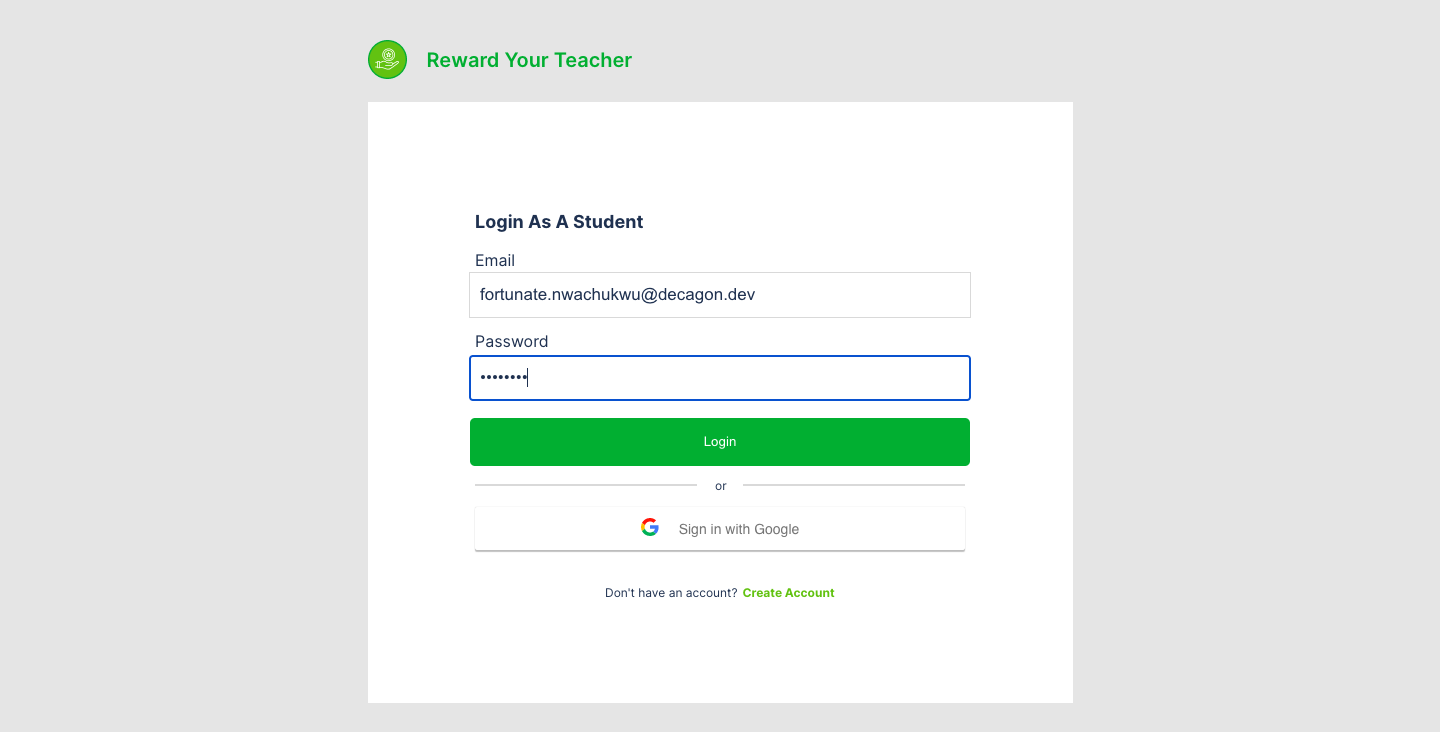 Reward Your Teacher
Login As A Student
Email
fortunate.nwachukwu@decagon.dev
Password
••••••••
Login
or
Sign in with Google
Don't have an account? Create Account